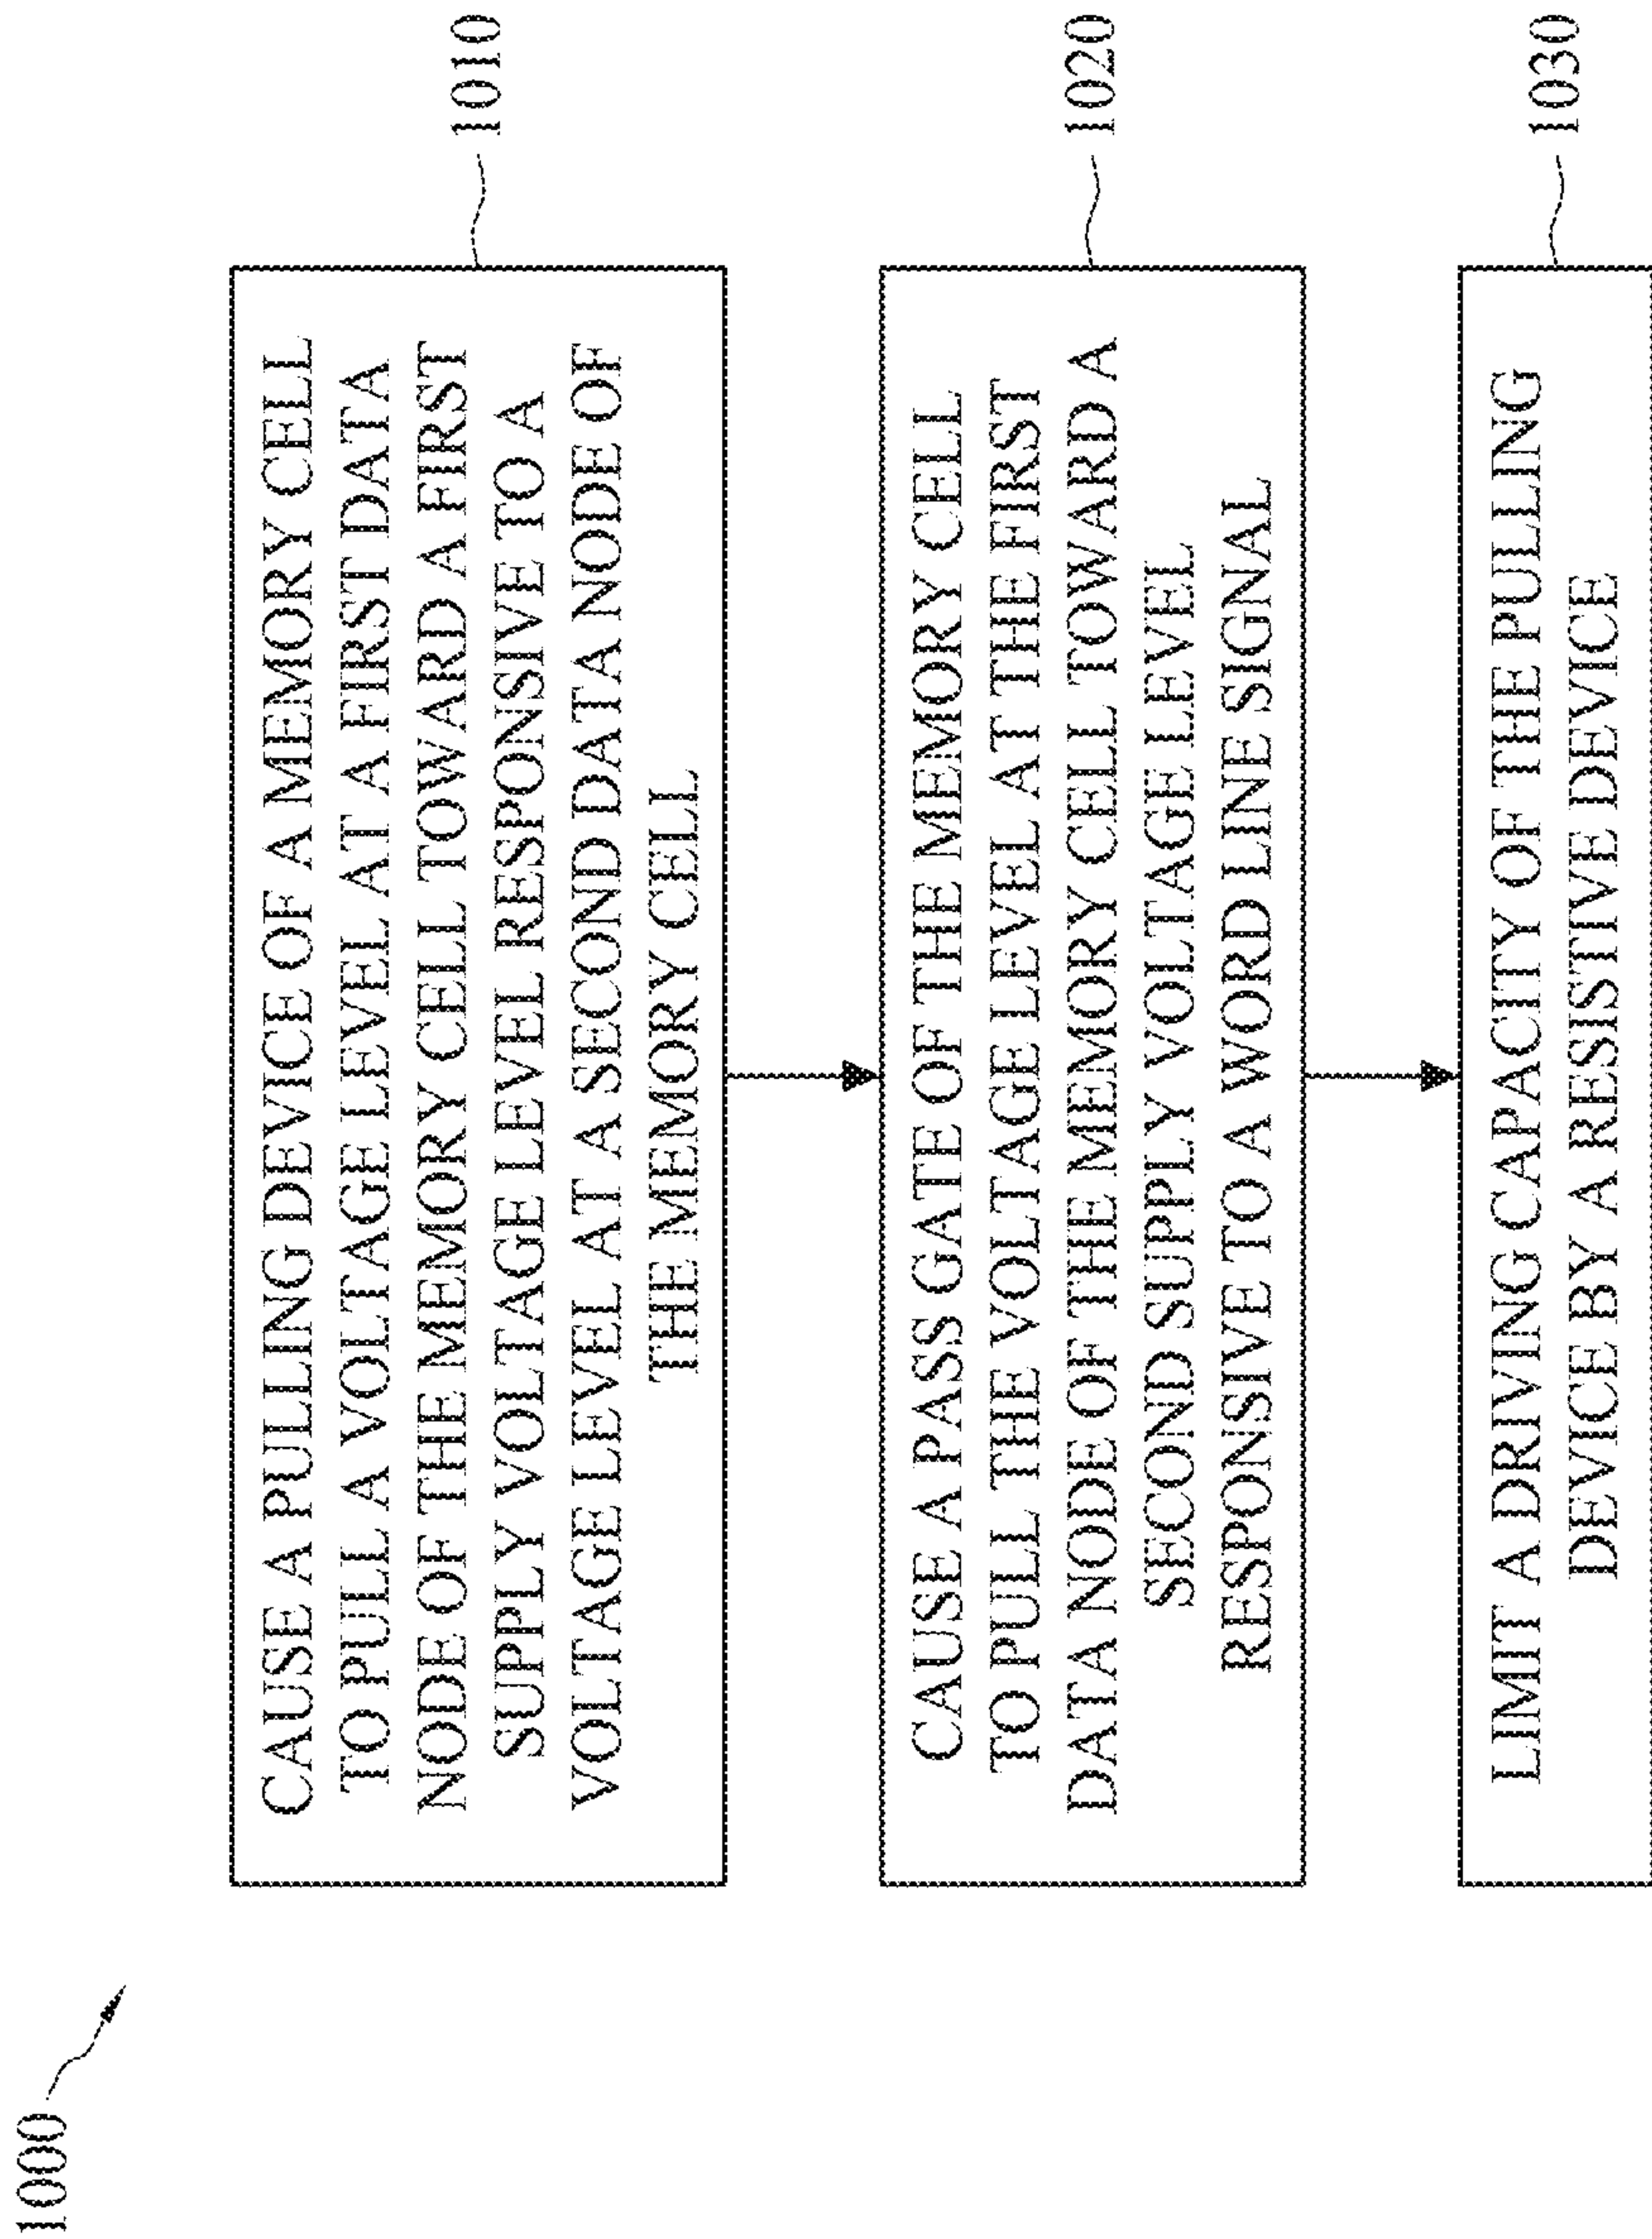 1000
CAUSE A PULLING DEVICE OF A MEMORY CELL
TO PULL A VOLTAGE LEVEL AT A FIRST DATA
NODE OF THE MEMORY CELL TOWARD A FIRST
SUPPLY VOLTAGE LEVEL RESPONSIVE TO A
VOLTAGE LEVEL AT A SECOND DATA NODE OF
THE MEMORY CELL
1010
CAUSE A PASS GATE OF THE MEMORY CELL
TO PULL THE VOLTAGE LEVEL AT THE FIRST
DATA NODE OF THE MEMORY CELL TOWARD A
SECOND SUPPLY VOLTAGE LEVEL
RESPONSIVE TO A WORD LINE SIGNAL
1020
LIMIT A DRIVING CAPACITY OF THE PULLING
DEVICE BY A RESISTIVE DEVICE
1030